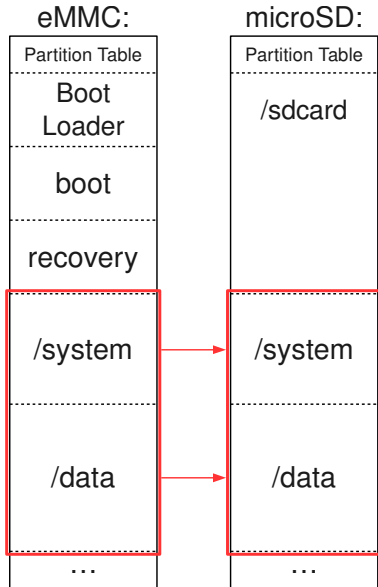 eMMC:
Partition Table
Boot
Loader
boot
recovery
/system
/data
...
microSD:
Partition Table
/sdcard
/system
/data
...